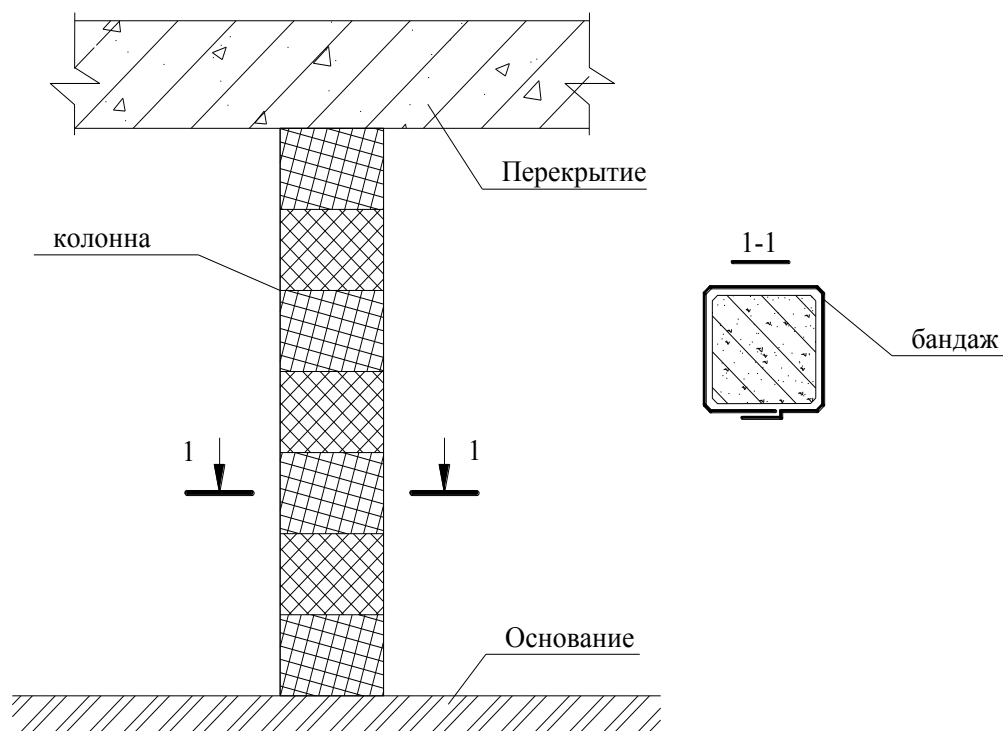 Перекрытие
колонна
1-1
бандаж
1
1
Основание